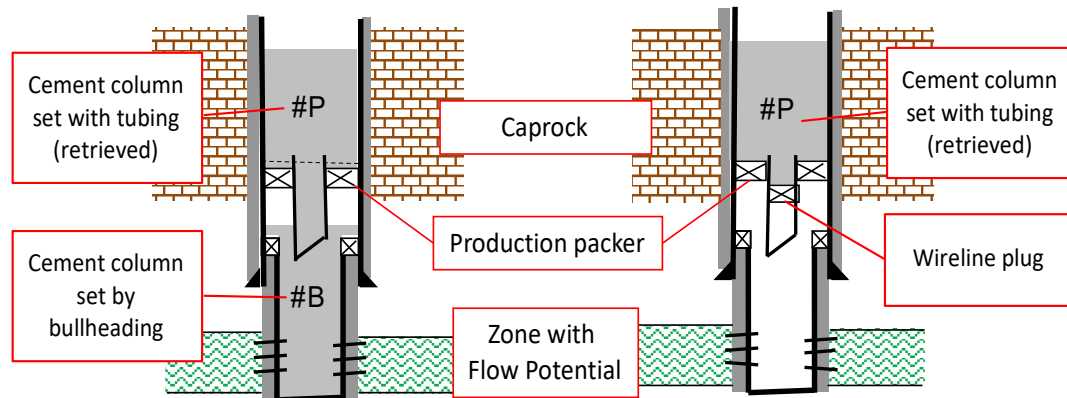 Cement column
set with tubing
(retrieved)
#P
Caprock
#P
Cement column
set with tubing
(retrieved)
Production packer
Wireline plug
Cement column
set by
bullheading
#B
Zone with
Flow Potential